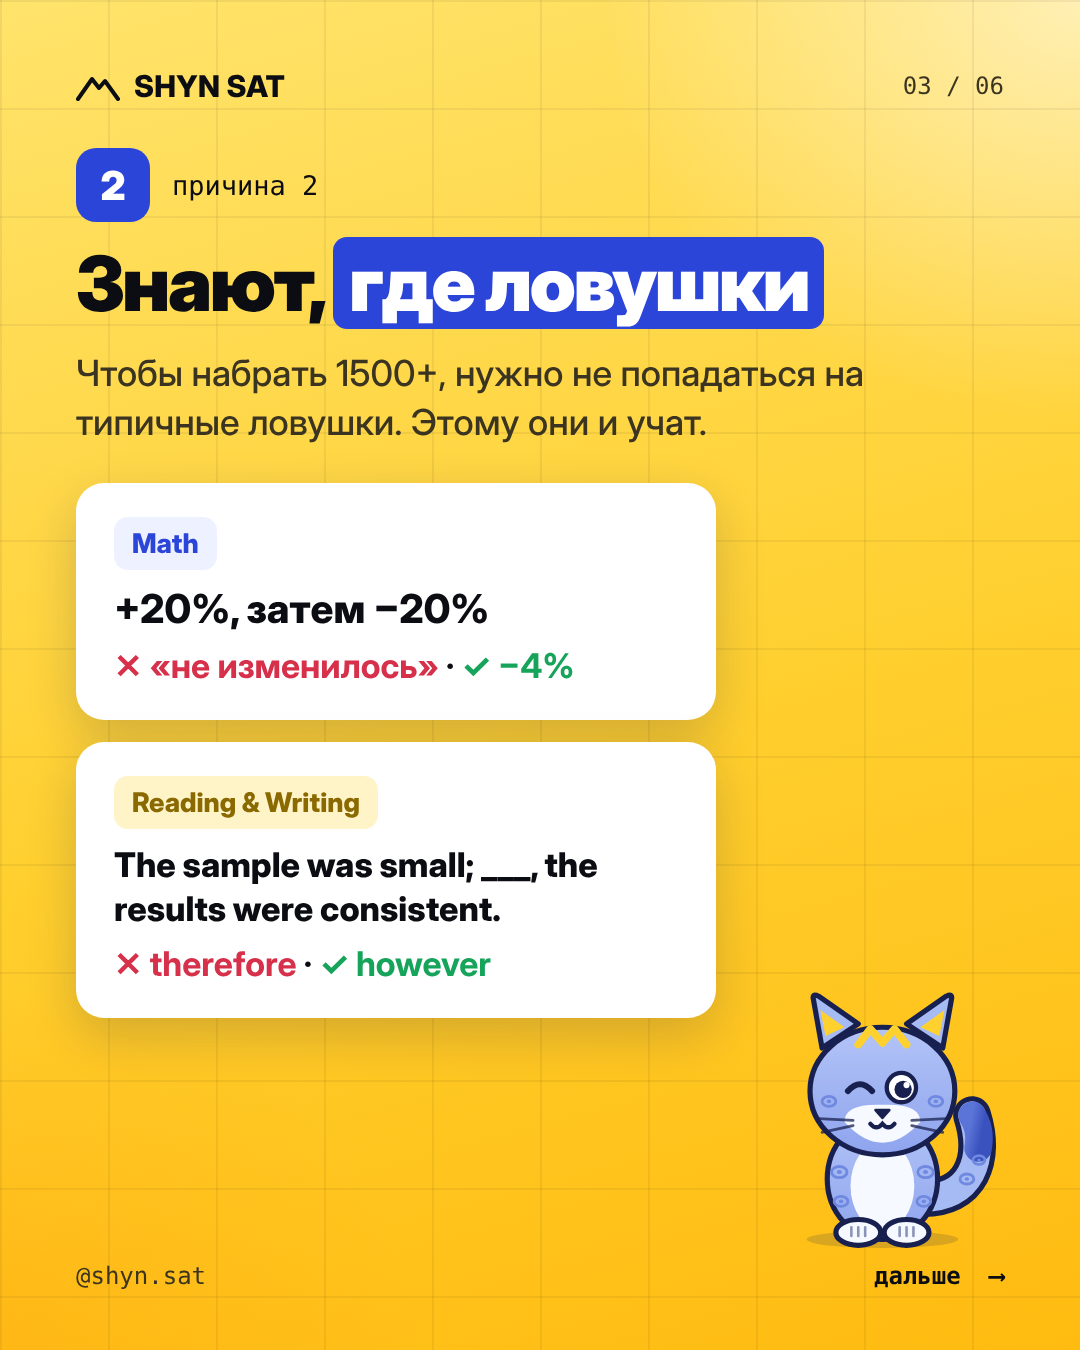 SHYN SAT
03 / 06
2
причина 2
Знают, где ловушки
Чтобы набрать 1500+, нужно не попадаться на
типичные ловушки. Этому они и учат.
Math
+20%, затем −20%
✕ «не изменилось» · ✓ −4%
Reading & Writing
The sample was small; ___, the
results were consistent.
✕ therefore · ✓ however
@shyn.sat
дальше →